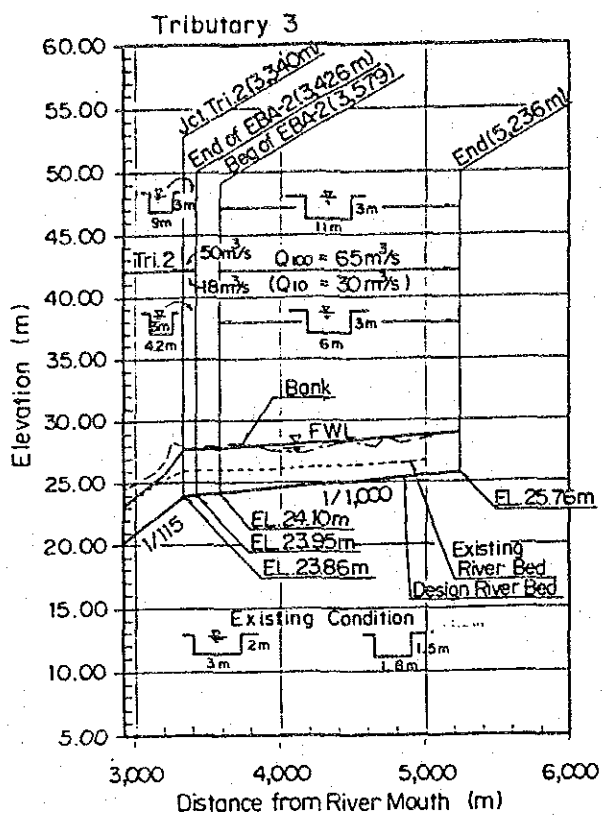 Tributary 3
60.00
55.00
50.00
45.00
40.00
35.00
30.00
25.00
20.00
15.00
10.00
5.00
Elevation (m)
Jct. Tri.2 (3,340m)
End of EBA-2 (3,426m)
Beg of EBA-2 (3,579)
End (5,236m)
3m
9m
3m
11m
Tri.2
50m³/s
Q100 = 65m³/s
18m³/s
(Q10 = 30m³/s)
3m
4.2m
3m
6m
Bank
FWL
1/115
1/1,000
EL.24.10m
EL.23.95m
EL.23.86m
EL.25.76m
Existing
River Bed
Design River Bed
Existing Condition
2m
3m
1.5m
1.8m
3,000
4,000
5,000
6,000
Distance from River Mouth (m)